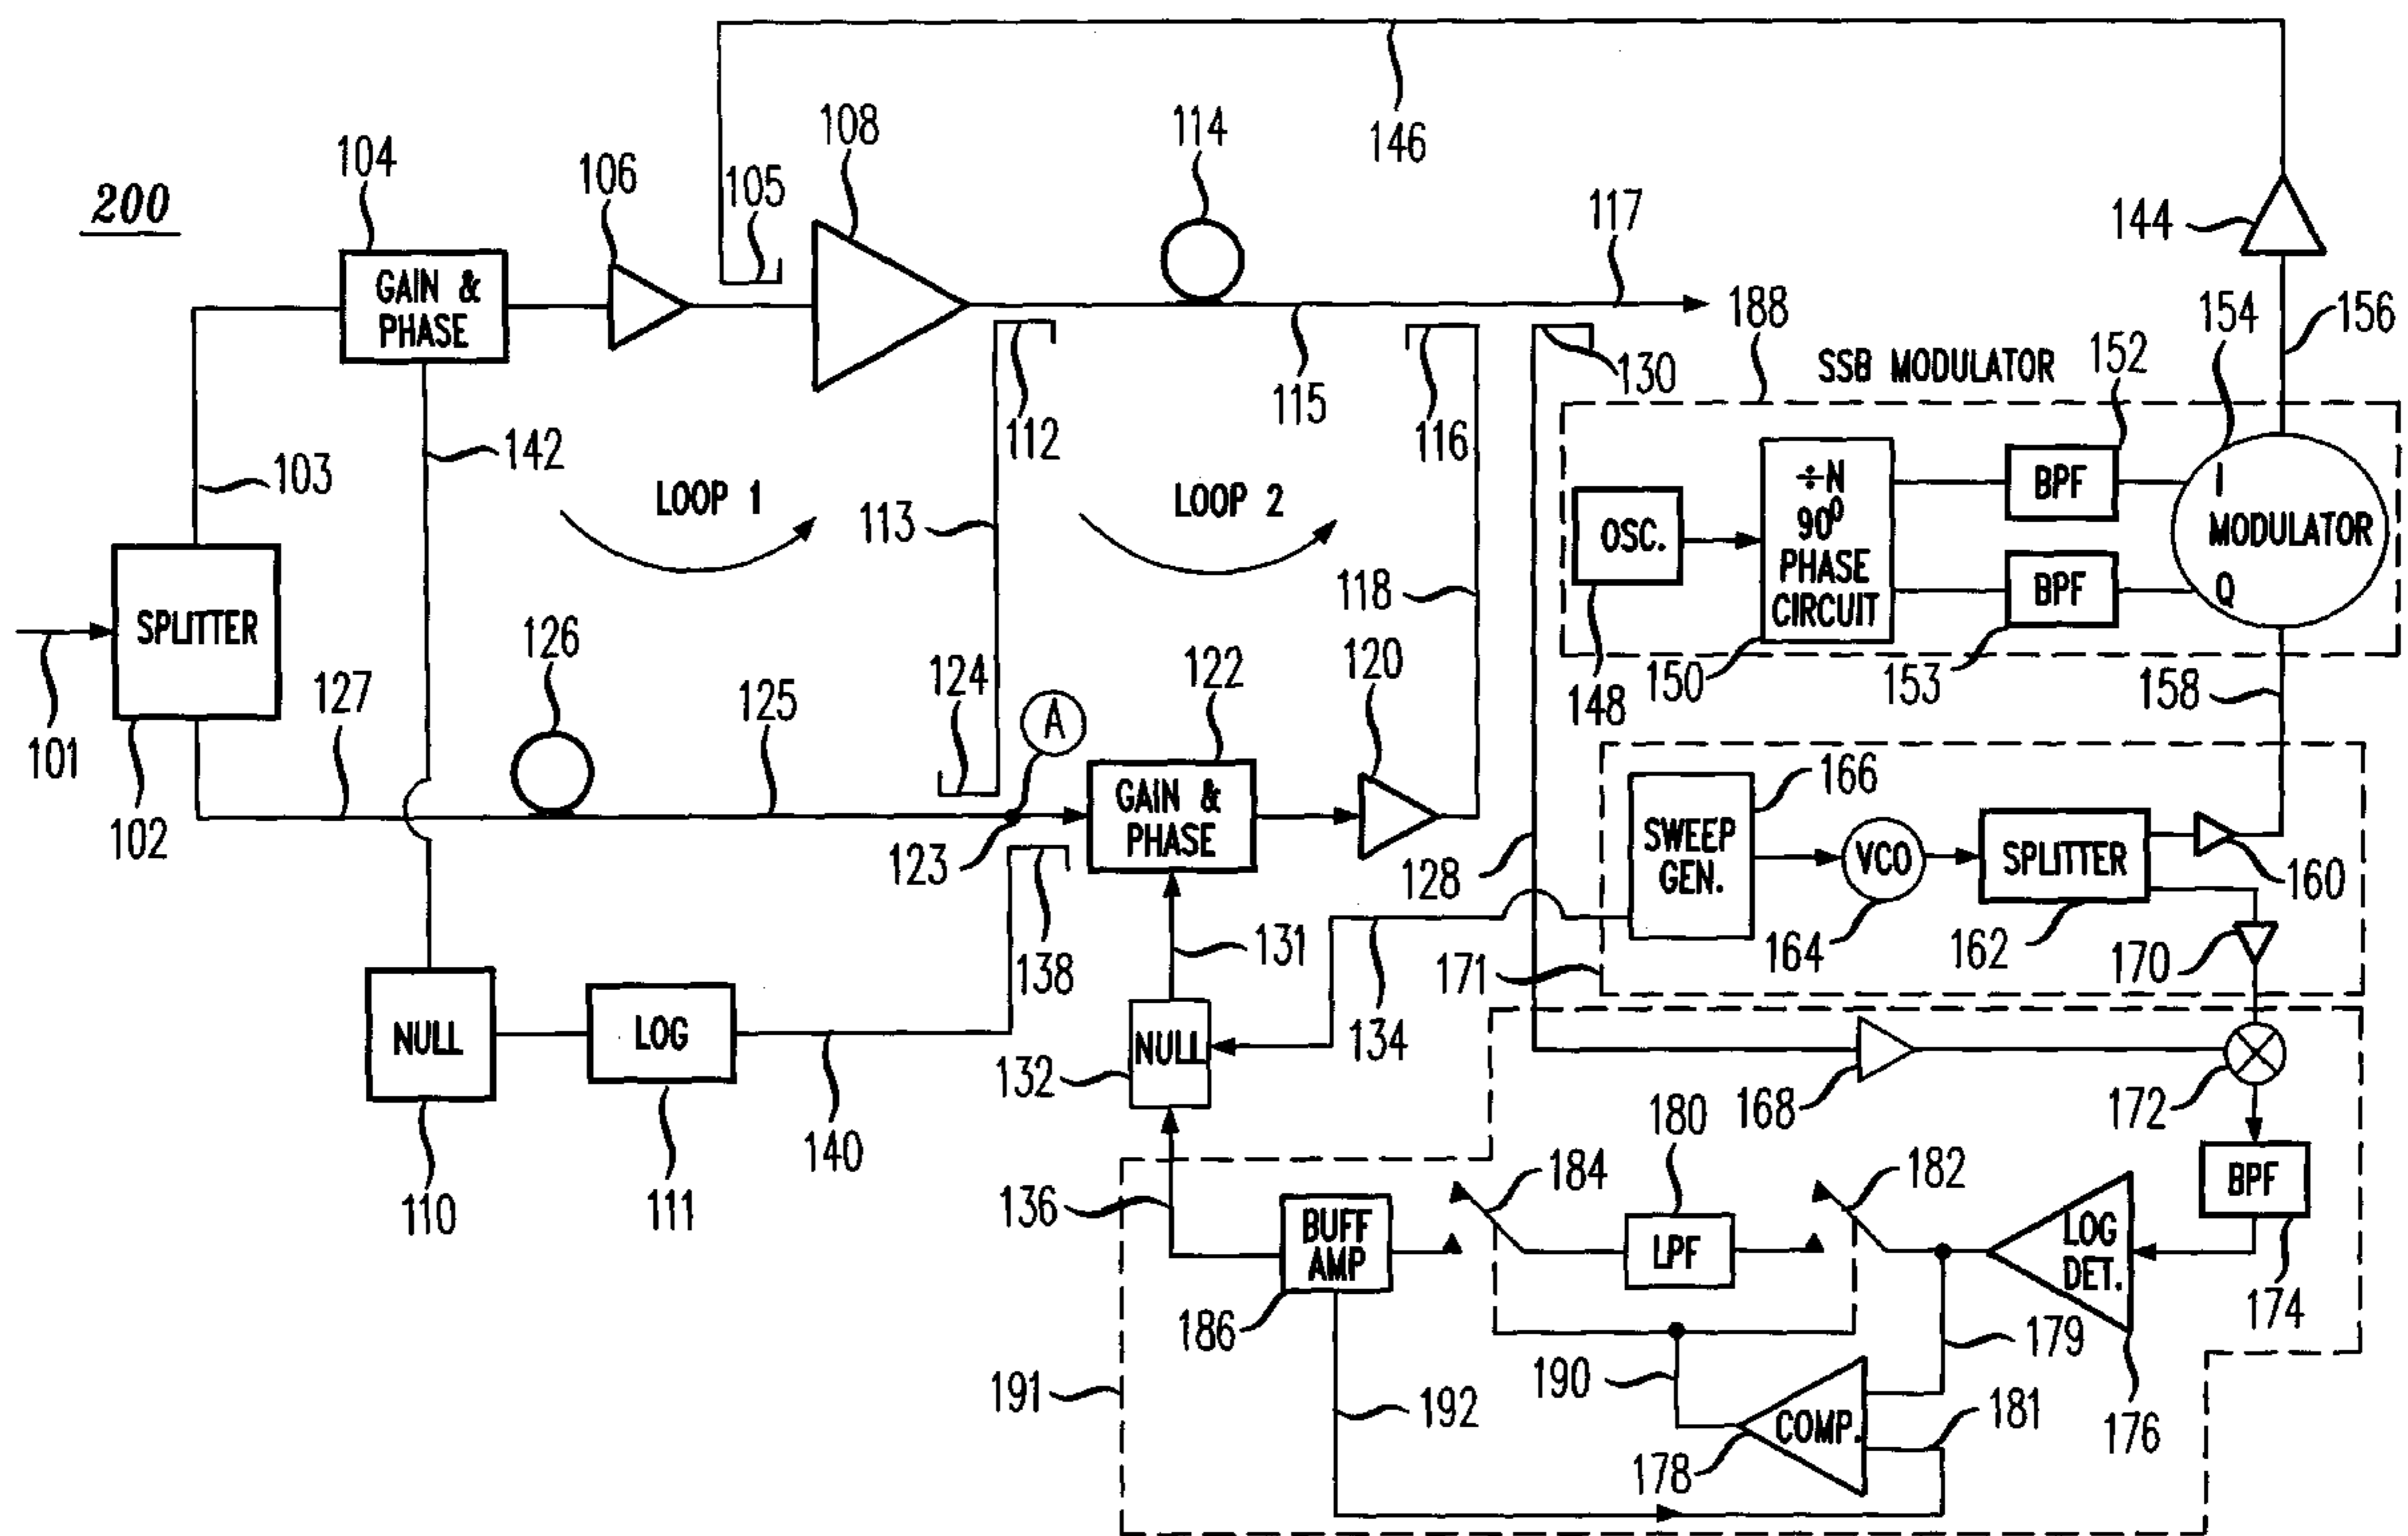 200
146
104
106
105
108
114
117
GAIN &
PHASE
144
103
142
LOOP 1
113
112
LOOP 2
115
116
118
130
188
SSB MODULATOR
152
154
156
OSC.
÷N
90⁰
PHASE
CIRCUIT
BPF
BPF
I
MODULATOR
Q
148
150
153
158
101
SPLITTER
102
127
126
125
124
A
123
122
GAIN &
PHASE
120
128
166
SWEEP
GEN.
VCO
SPLITTER
160
164
162
170
171
NULL
110
LOG
111
140
138
131
NULL
132
134
136
168
172
BPF
174
180
184
182
BUFF
AMP
186
LPF
LOG
DET.
176
179
190
COMP.
178
181
192
191